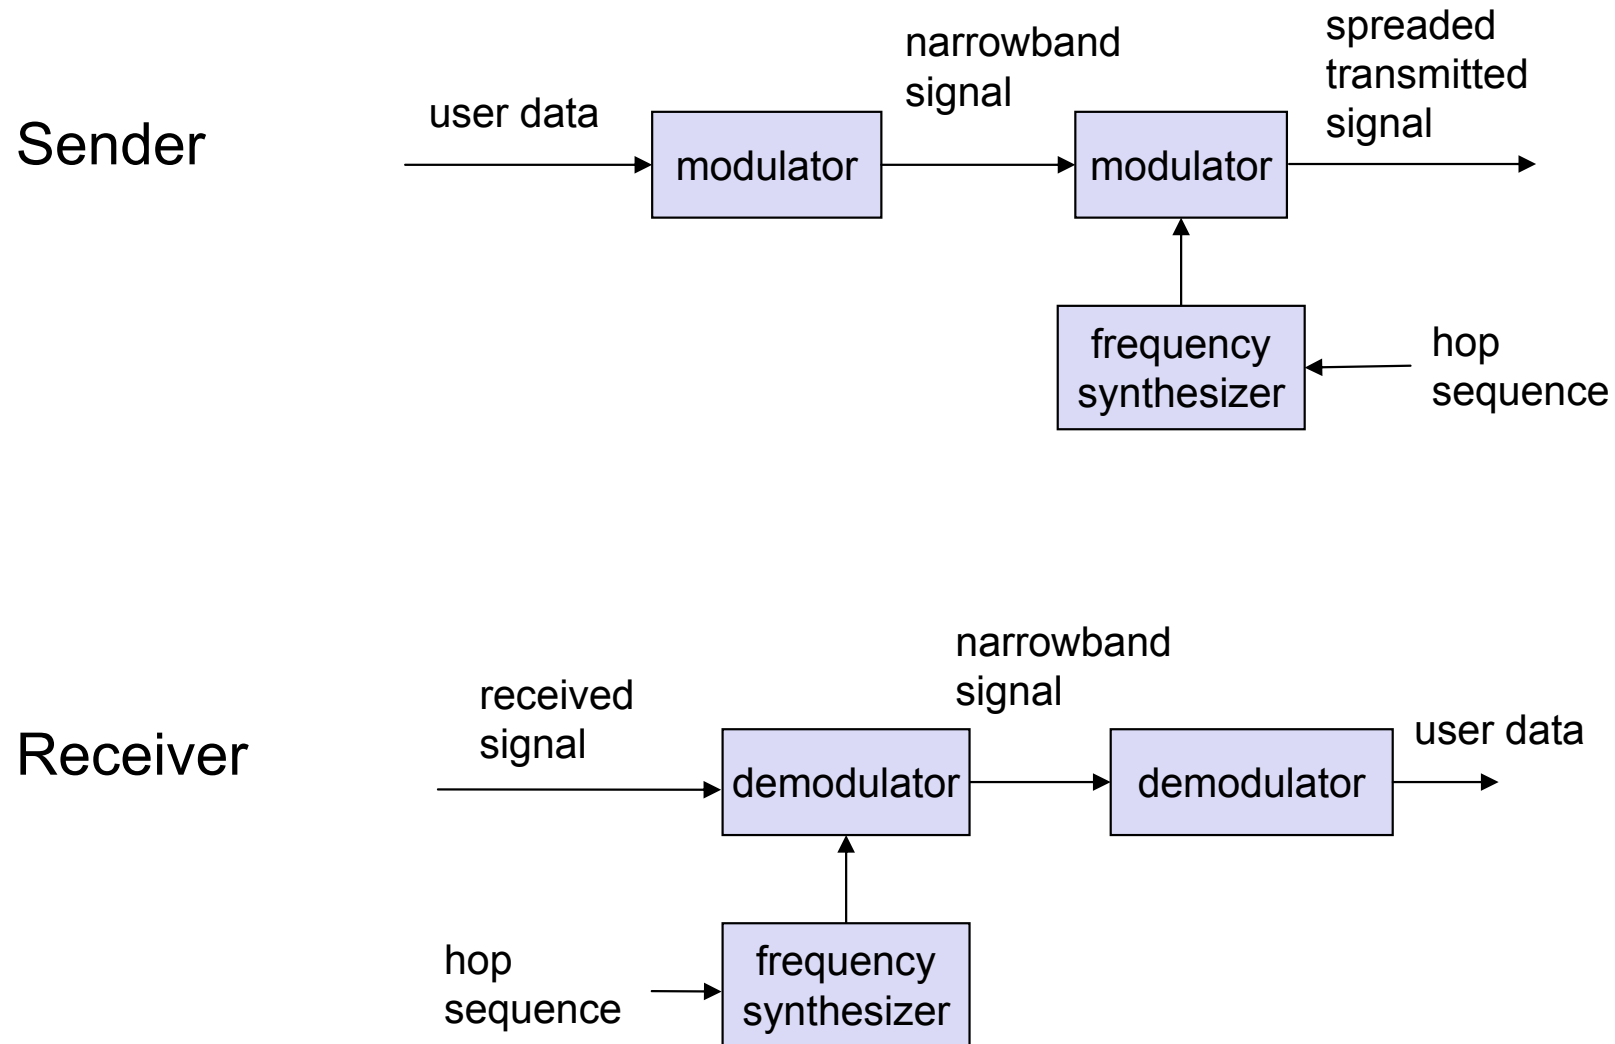 Sender
user data
modulator
narrowband
signal
modulator
spreaded
transmitted
signal
frequency
synthesizer
hop
sequence
Receiver
received
signal
demodulator
narrowband
signal
demodulator
user data
hop
sequence
frequency
synthesizer